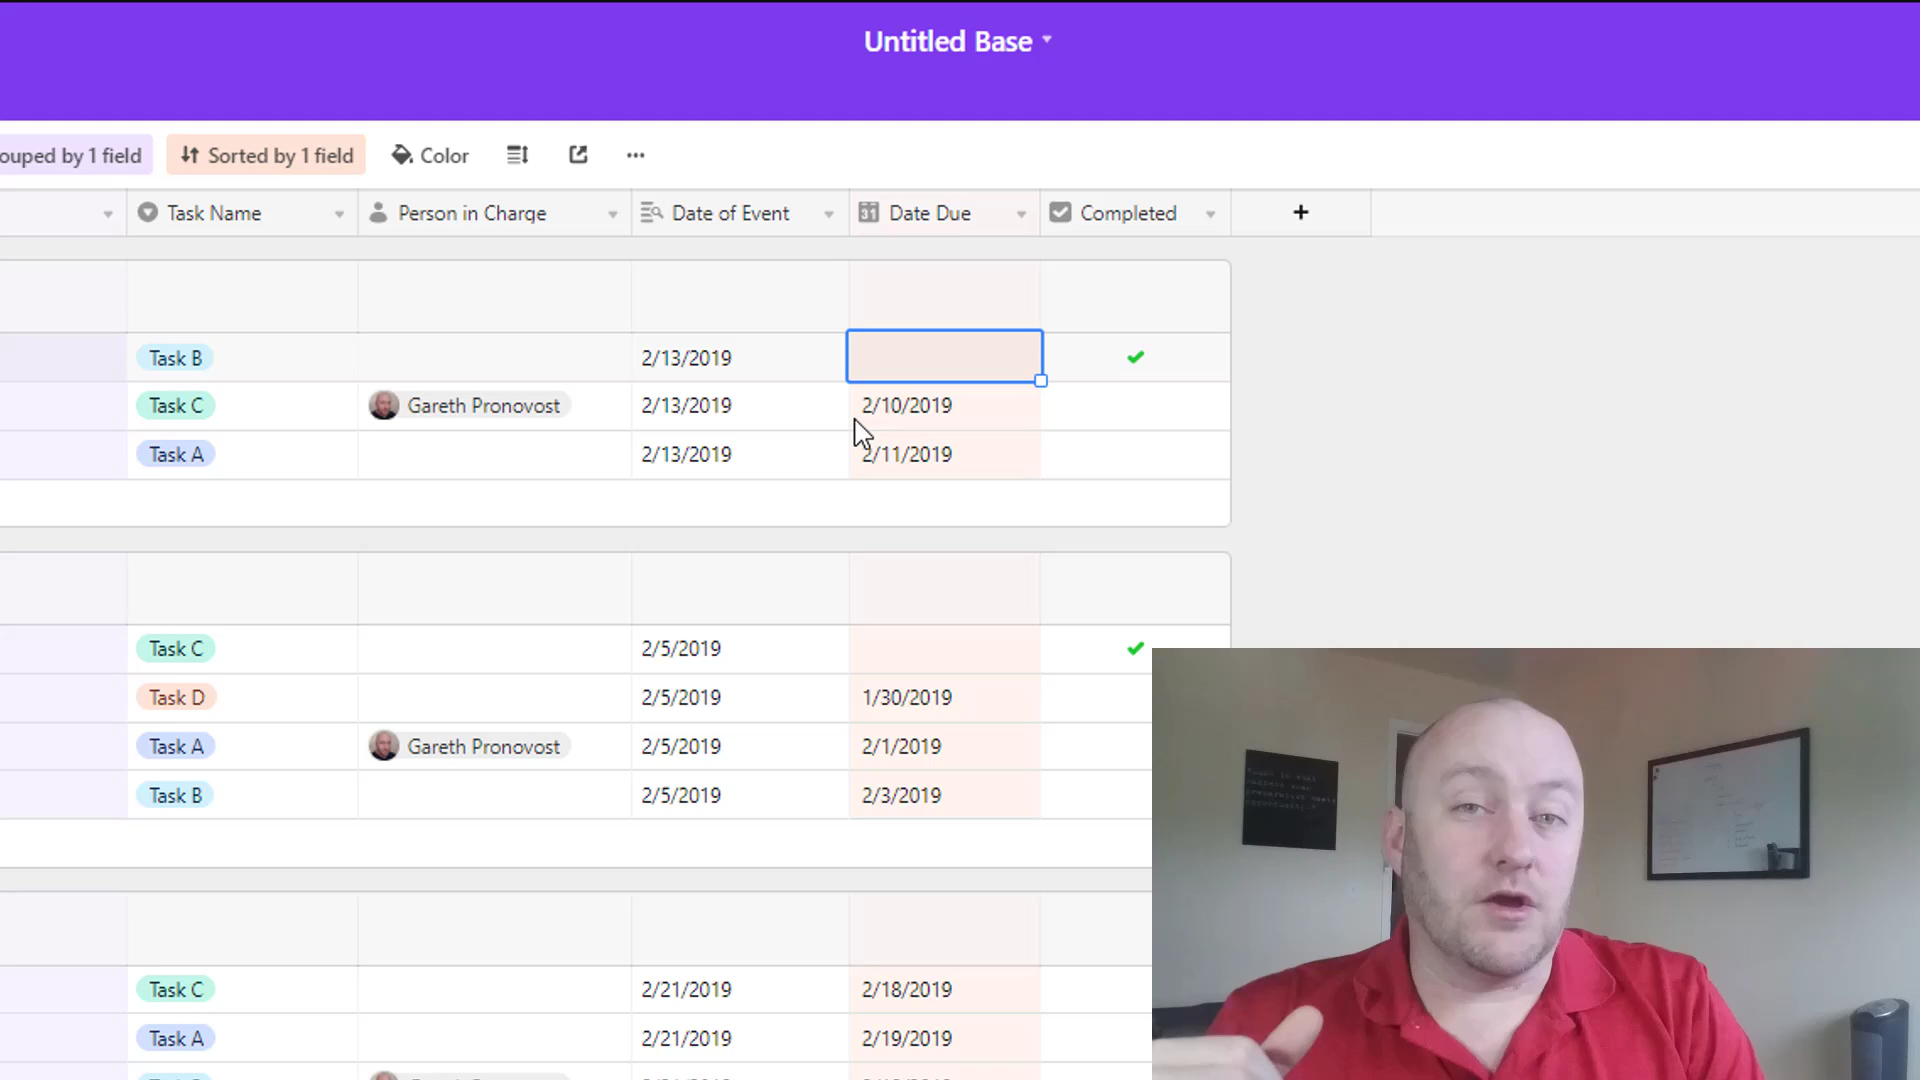 Untitled Base
ouped by 1 field
Sorted by 1 field
Color
Task Name
Person in Charge
Date of Event
Date Due
Completed
Task B 2/13/2019
Task C Gareth Pronovost 2/13/2019 2/10/2019
Task A 2/13/2019 2/11/2019
Task C 2/5/2019
Task D 2/5/2019 1/30/2019
Task A Gareth Pronovost 2/5/2019 2/1/2019
Task B 2/5/2019 2/3/2019
Task C 2/21/2019 2/18/2019
Task A 2/21/2019 2/19/2019